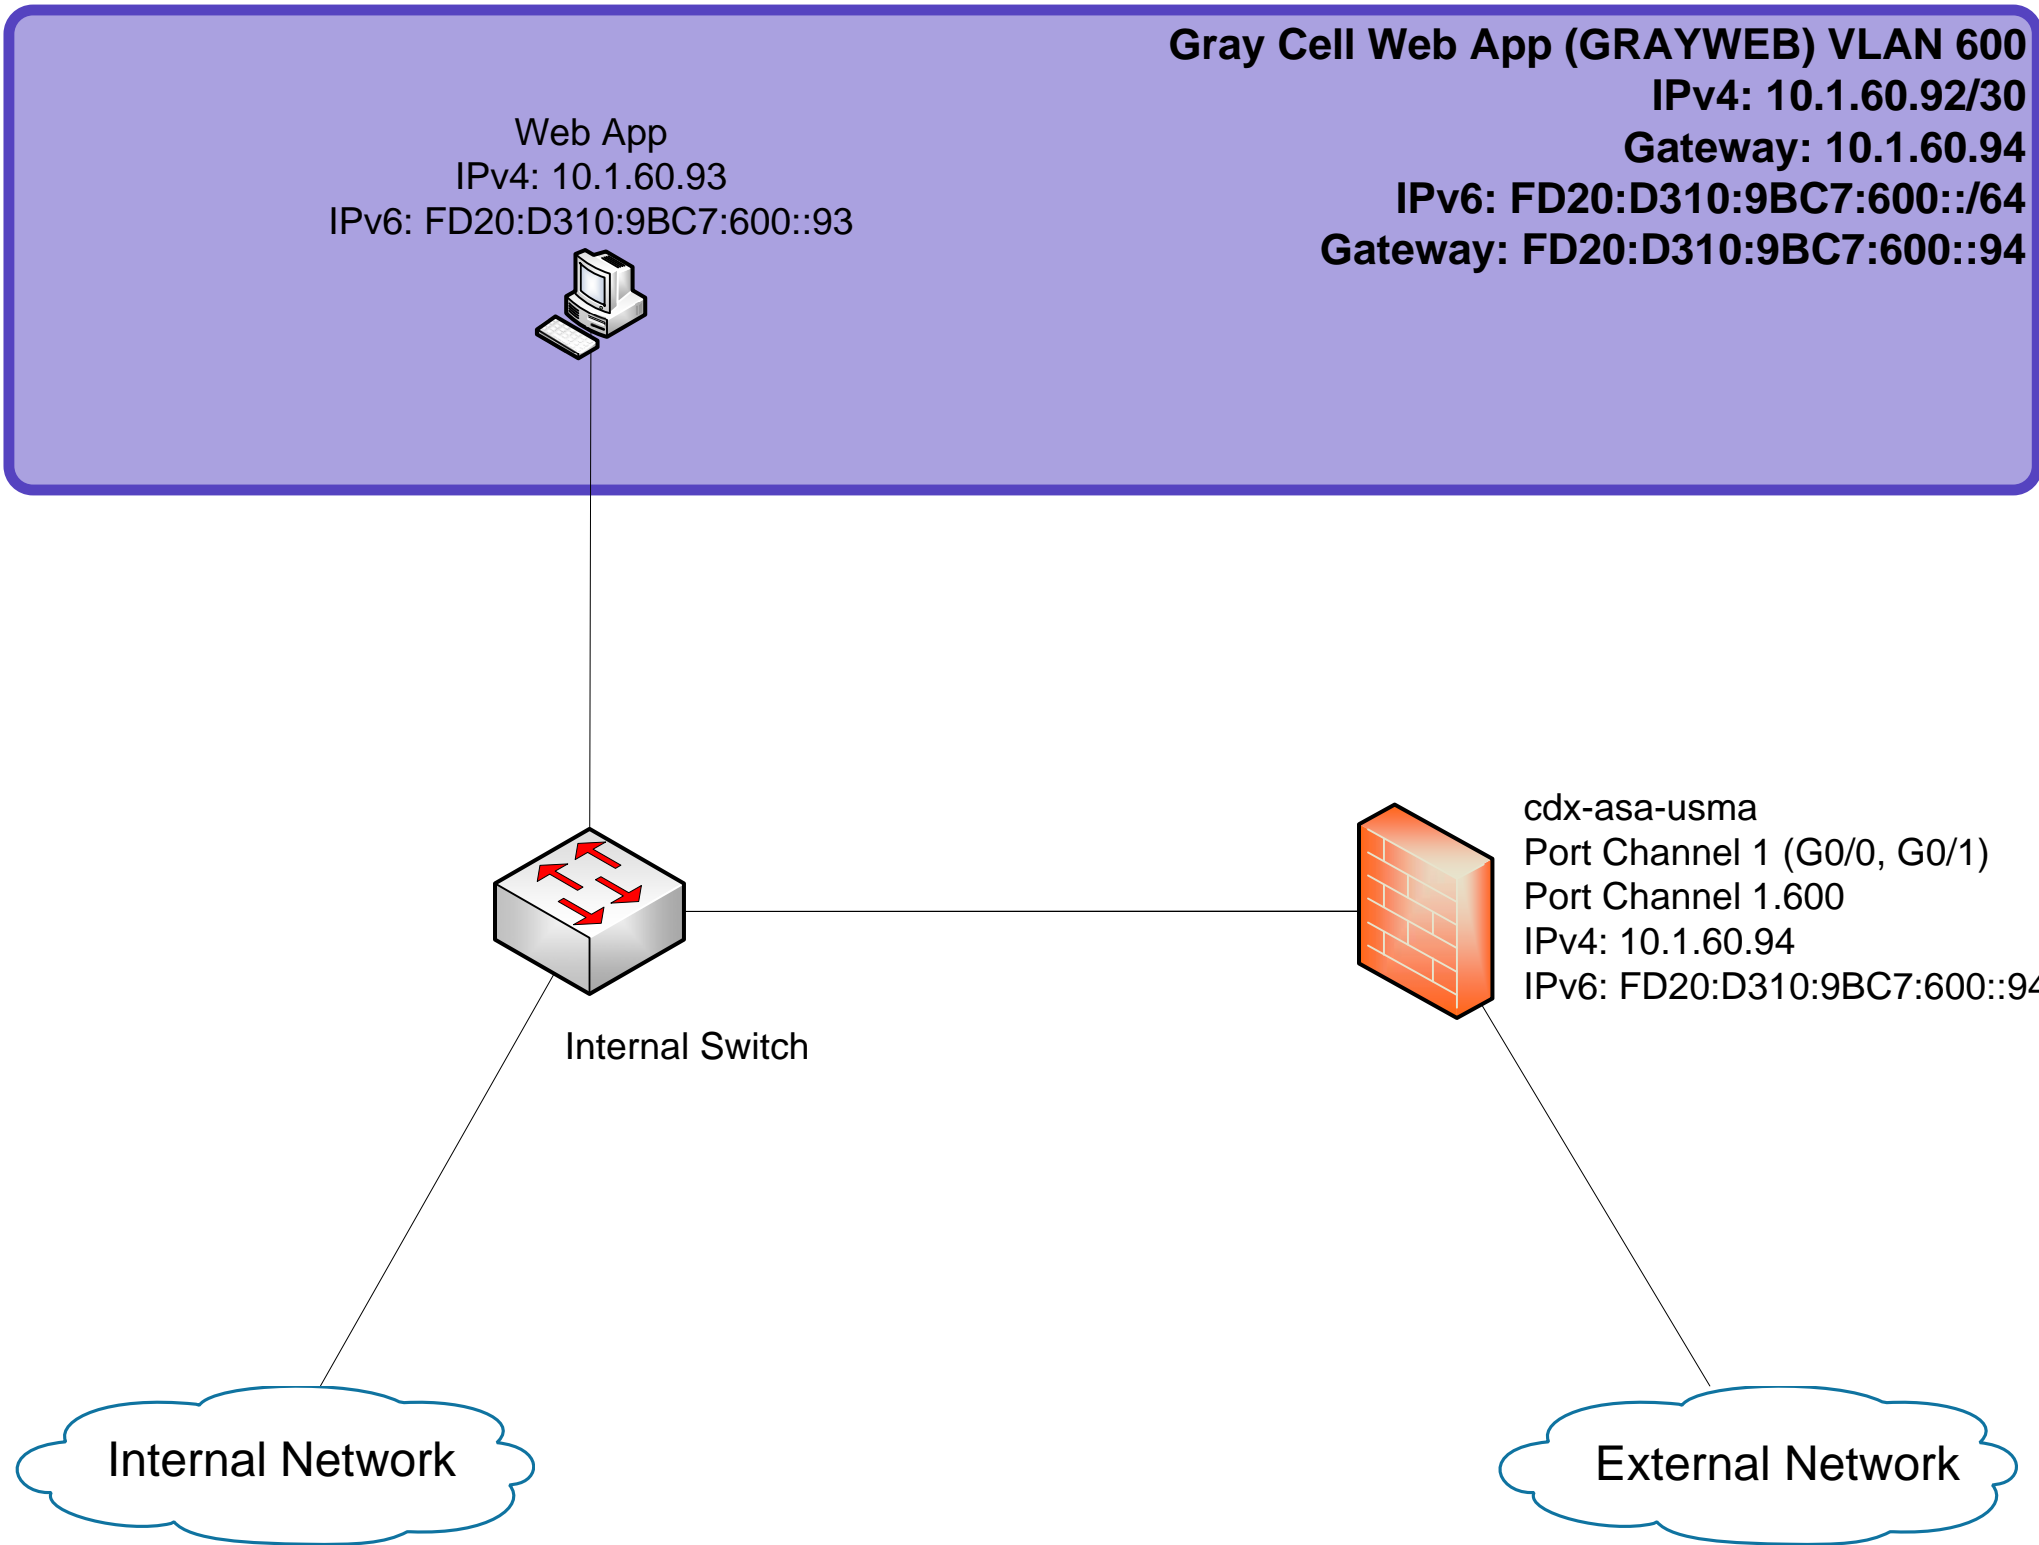 Gray Cell Web App (GRAYWEB) VLAN 600
IPv4: 10.1.60.92/30
Gateway: 10.1.60.94
IPv6: FD20:D310:9BC7:600::/64
Gateway: FD20:D310:9BC7:600::94
Web App
IPv4: 10.1.60.93
IPv6: FD20:D310:9BC7:600::93
cdx-asa-usma
Port Channel 1 (G0/0, G0/1)
Port Channel 1.600
IPv4: 10.1.60.94
IPv6: FD20:D310:9BC7:600::94
Internal Switch
Internal Network
External Network